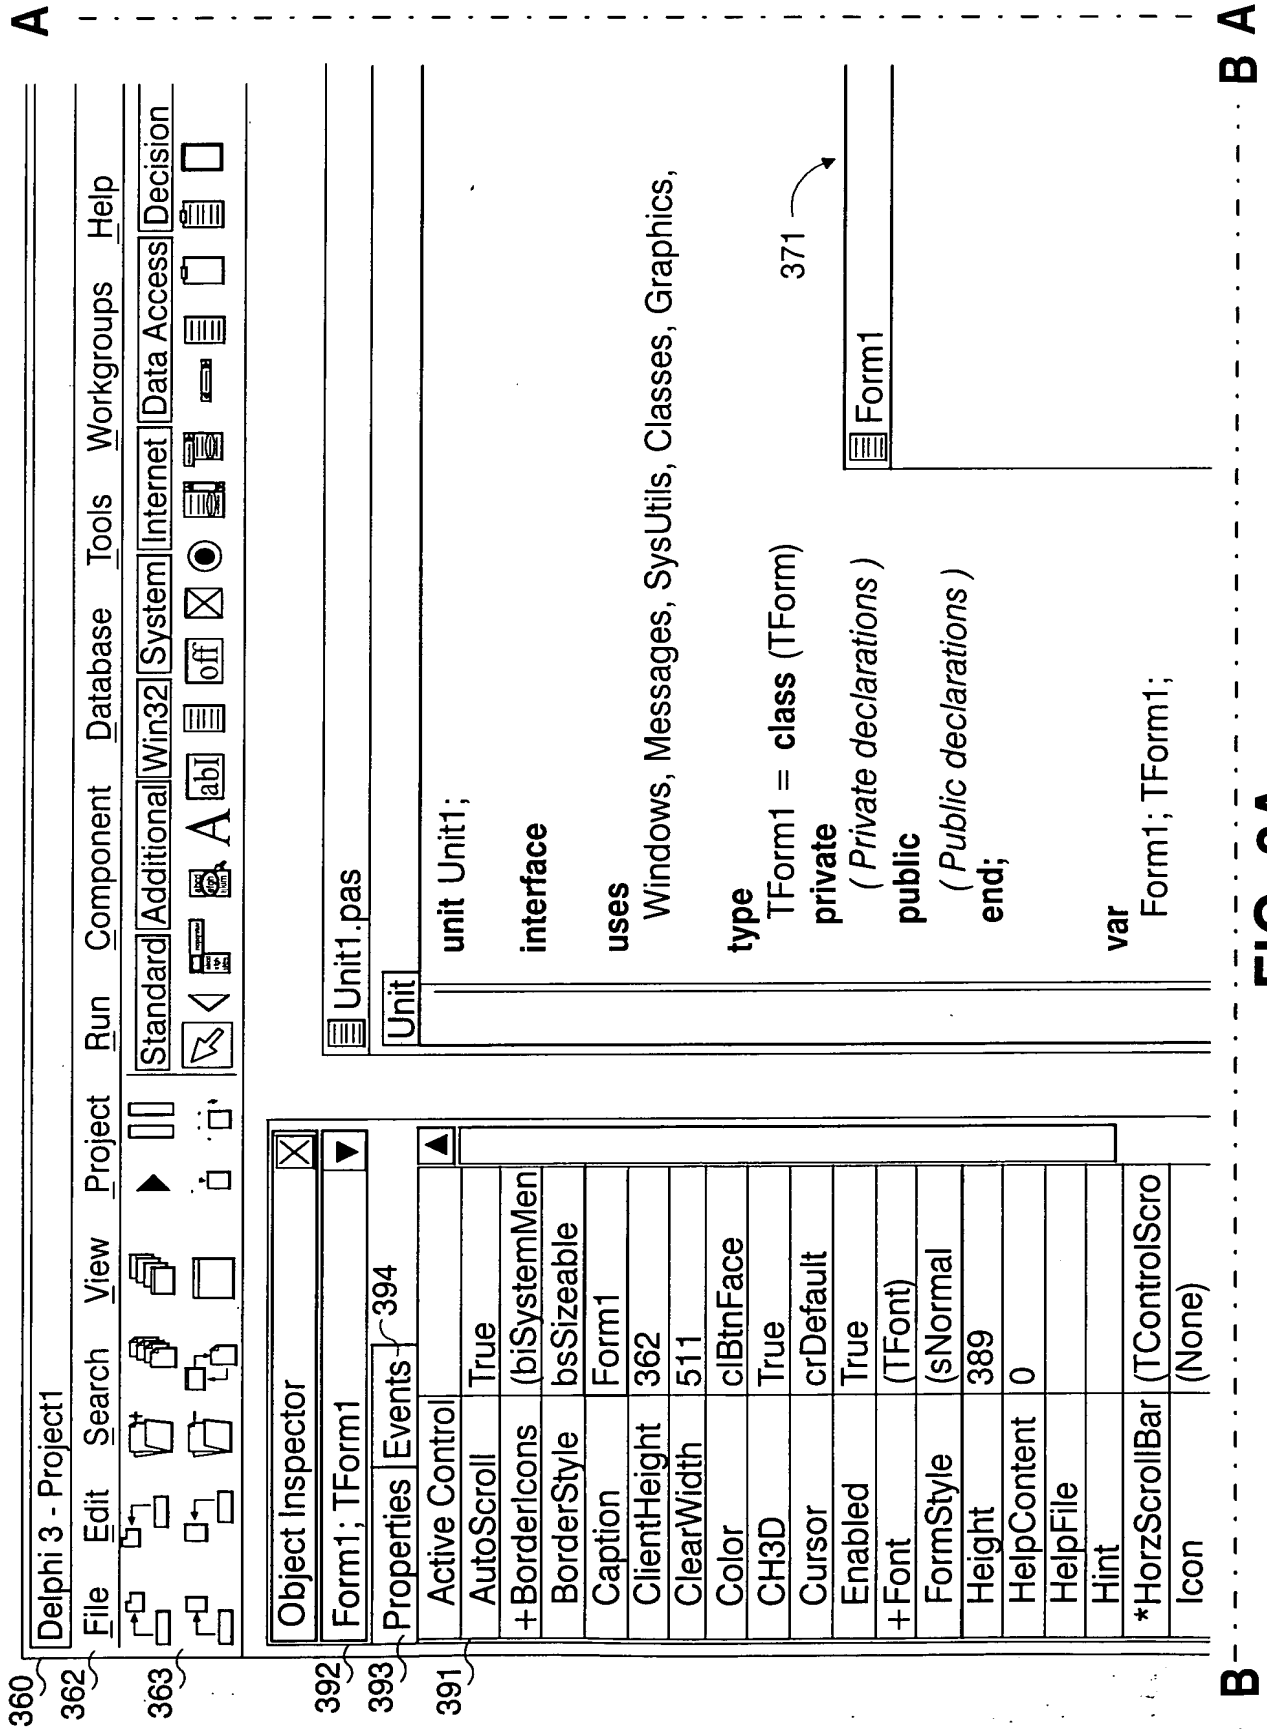 A
A
360
Delphi 3 - Project1
362
File Edit Search View Project Run Component Database Tools Workgroups Help
363
Standard Additional Win32 System Internet Data Access Decision
A abI off
Object Inspector
392
Form1; TForm1
393
Properties Events
394
391
Active Control
AutoScroll True
+BorderIcons (biSystemMen
BorderStyle bsSizeable
Caption Form1
ClientHeight 362
ClearWidth 511
Color clBtnFace
CH3D True
Cursor crDefault
Enabled True
+Font (TFont)
FormStyle (sNormal
Height 389
HelpContent 0
HelpFile
Hint
*HorzScrollBar (TControlScro
Icon (None)
Unit1.pas
Unit
unit Unit1;
interface
uses
Windows, Messages, SysUtils, Classes, Graphics,
type
TForm1 = class (TForm)
private
( Private declarations )
public
( Public declarations )
end;
var
Form1; TForm1;
371
Form1
B
B